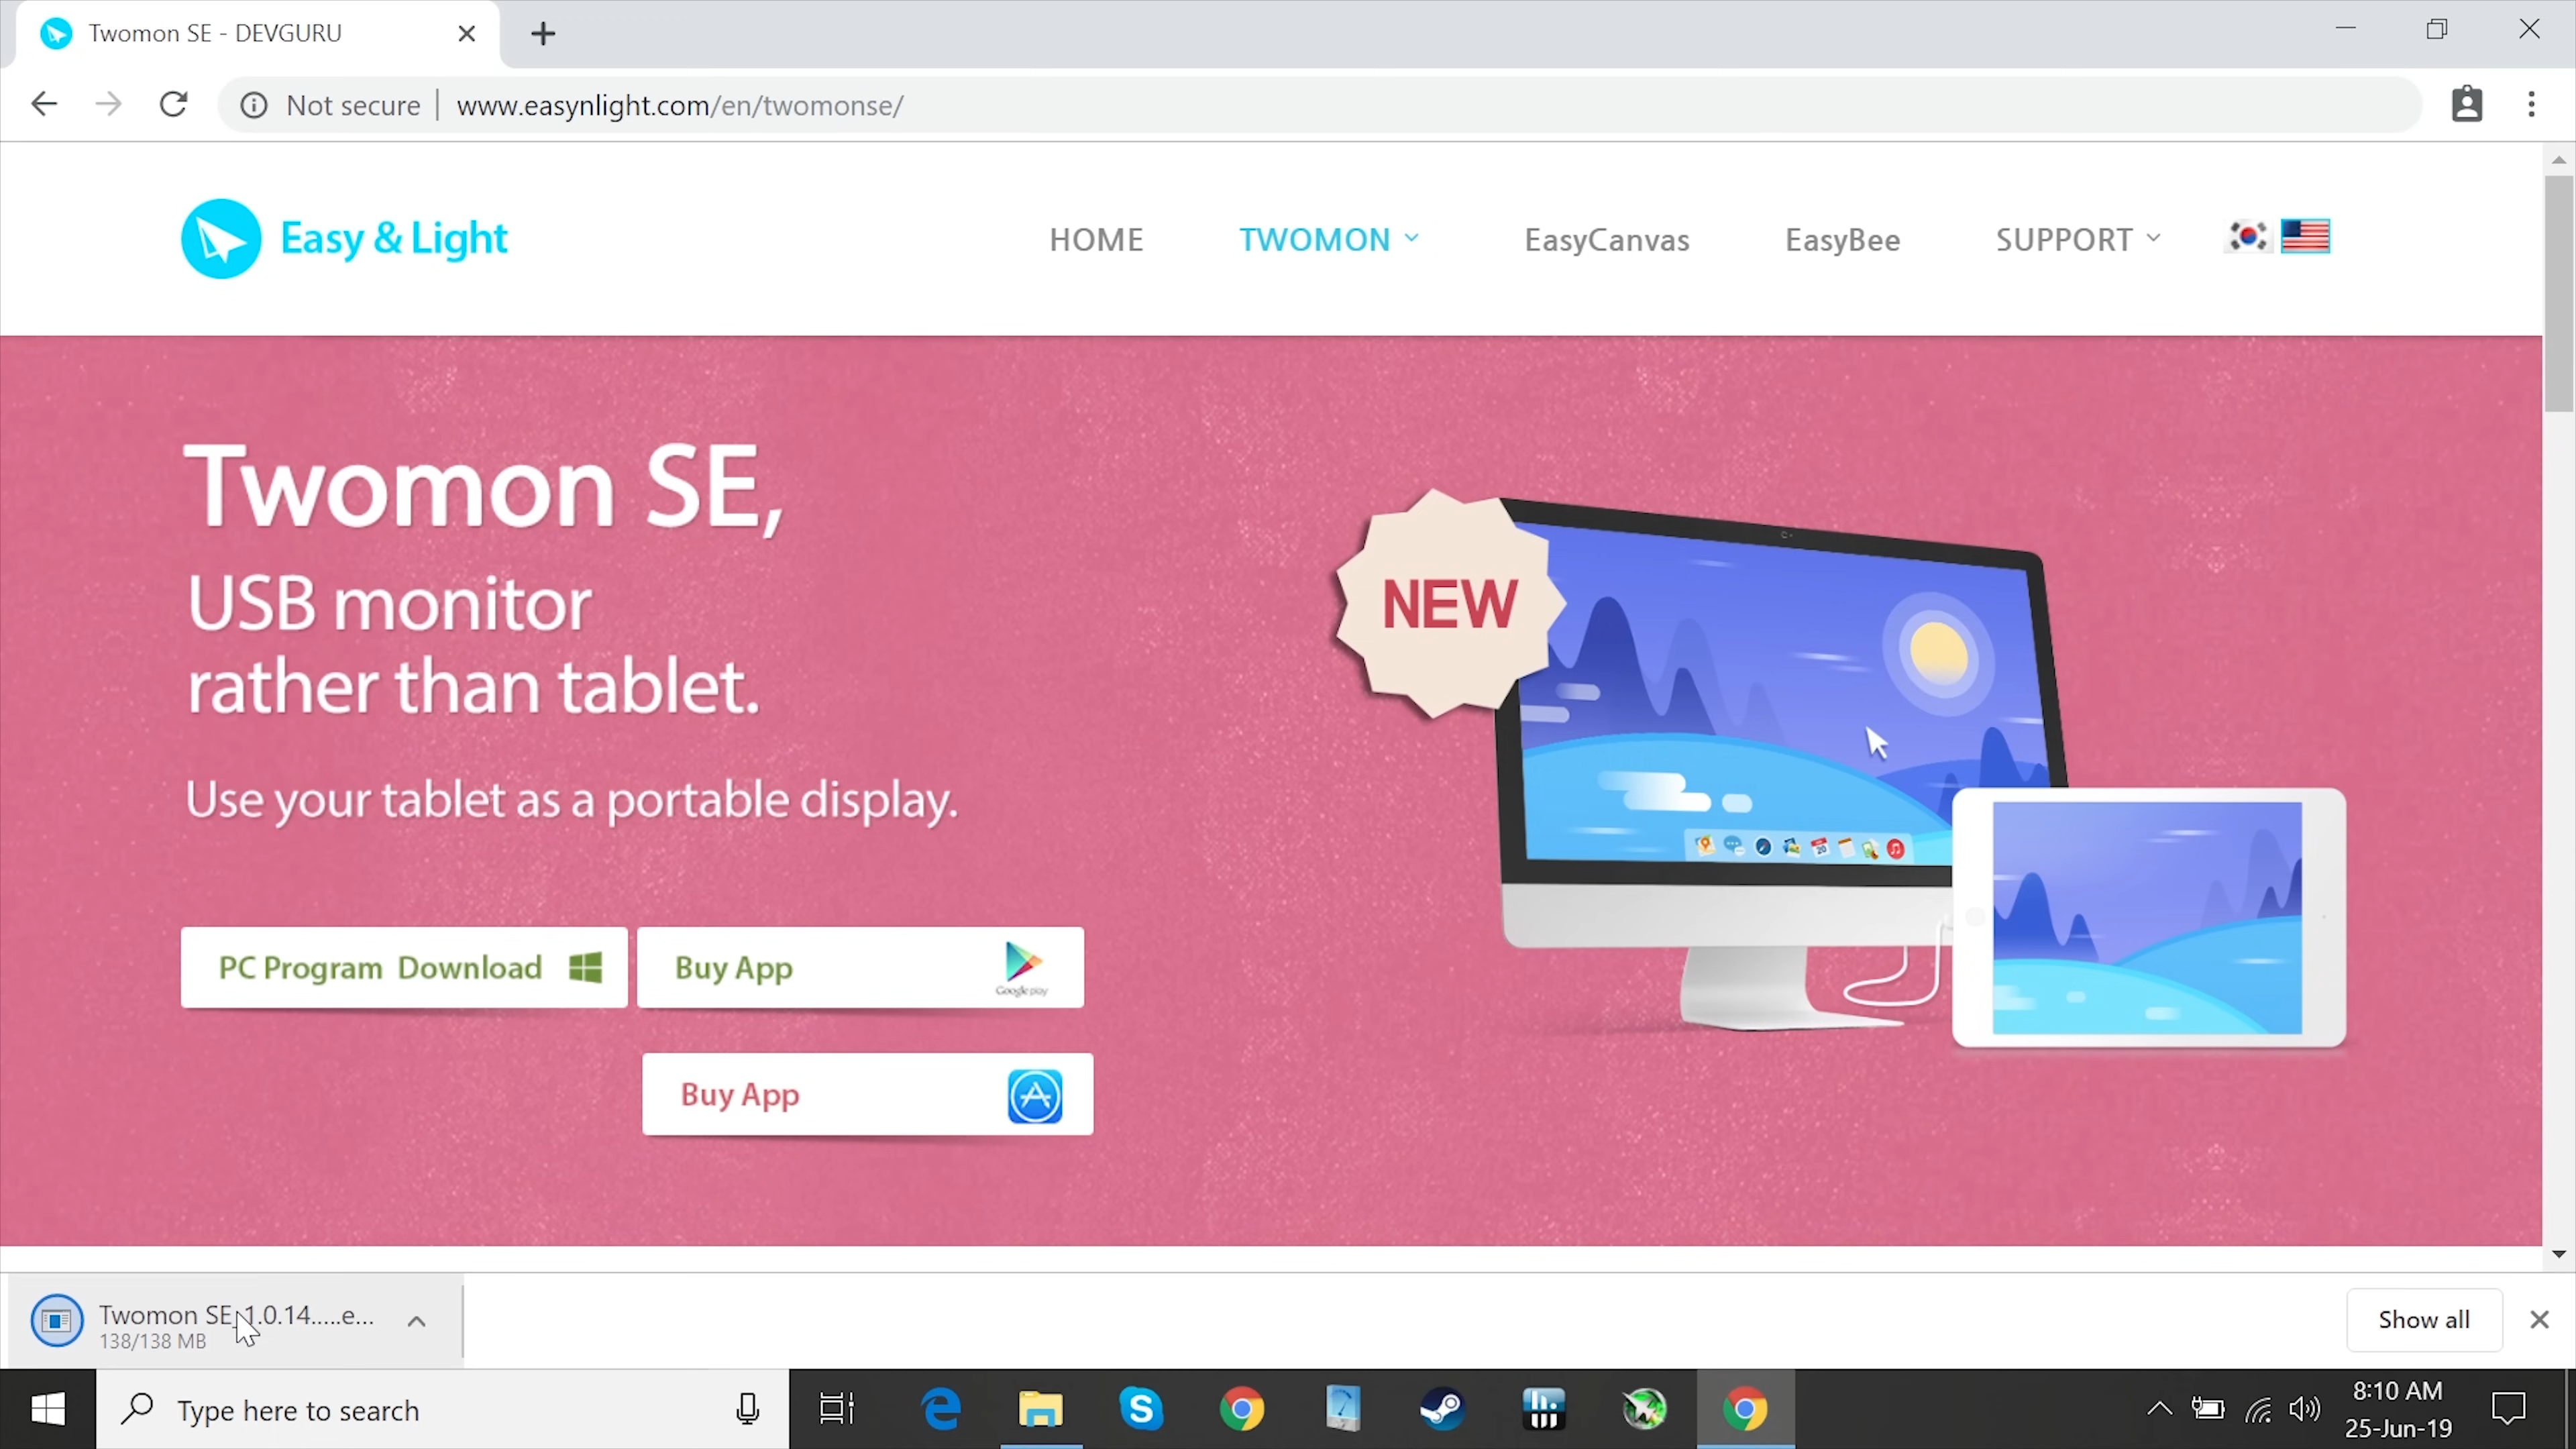 Twomon SE - DEVGURU
Not secure | www.easynlight.com/en/twomonse/
Easy & Light
HOME TWOMON EasyCanvas EasyBee SUPPORT
Twomon SE,
USB monitor
rather than tablet.
Use your tablet as a portable display.
NEW
PC Program Download
Buy App
Google play
Buy App
Twomon SE 1.0.14.....e...
138/138 MB
Show all
Type here to search
8:10 AM
25-Jun-19